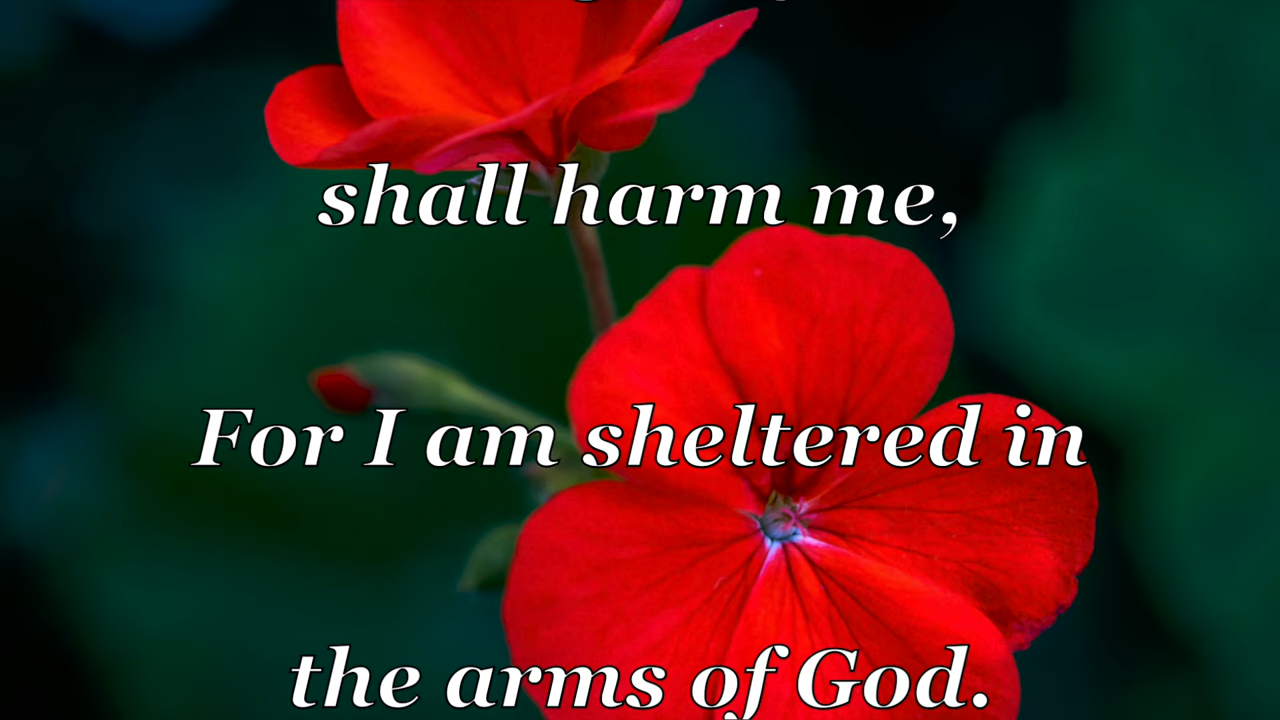 shall harm me,
For I am sheltered in
the arms of God.